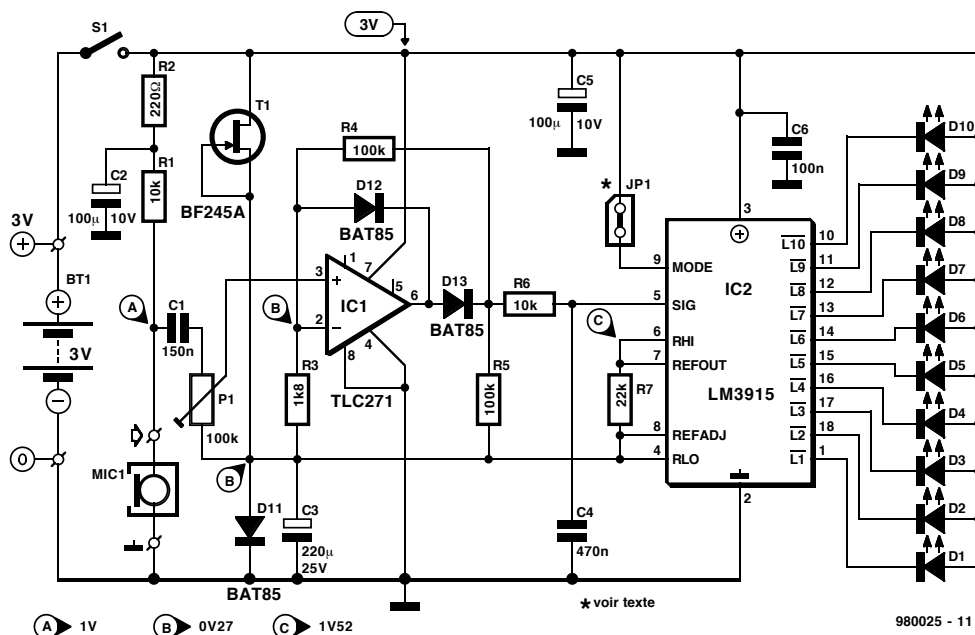 S1
3V
R2
220Ω
T1
C5
100µ
10V
R4
100k
C6
100n
D10
C2
100µ
10V
R1
10k
BF245A
D12
BAT85
*
JP1
D9
3V
+
BT1
+
3V
−
0
A
C1
150n
P1
100k
3
+
1
7
5
6
IC1
B
2
−
8
4
TLC271
D13
BAT85
R6
10k
C
R3
1k8
R5
100k
R7
22k
3
+
9
MODE
IC2
5
SIG
6
RHI
7
REFOUT
LM3915
8
REFADJ
4
RLO
2
L10
10
L9
11
L8
12
L7
13
L6
14
L5
15
L4
16
L3
17
L2
18
L1
1
D8
D7
D6
D5
D4
D3
D2
D1
MIC1
B
D11
BAT85
C3
220µ
25V
C4
470n
* voir texte
A 1V
B 0V27
C 1V52
980025 - 11